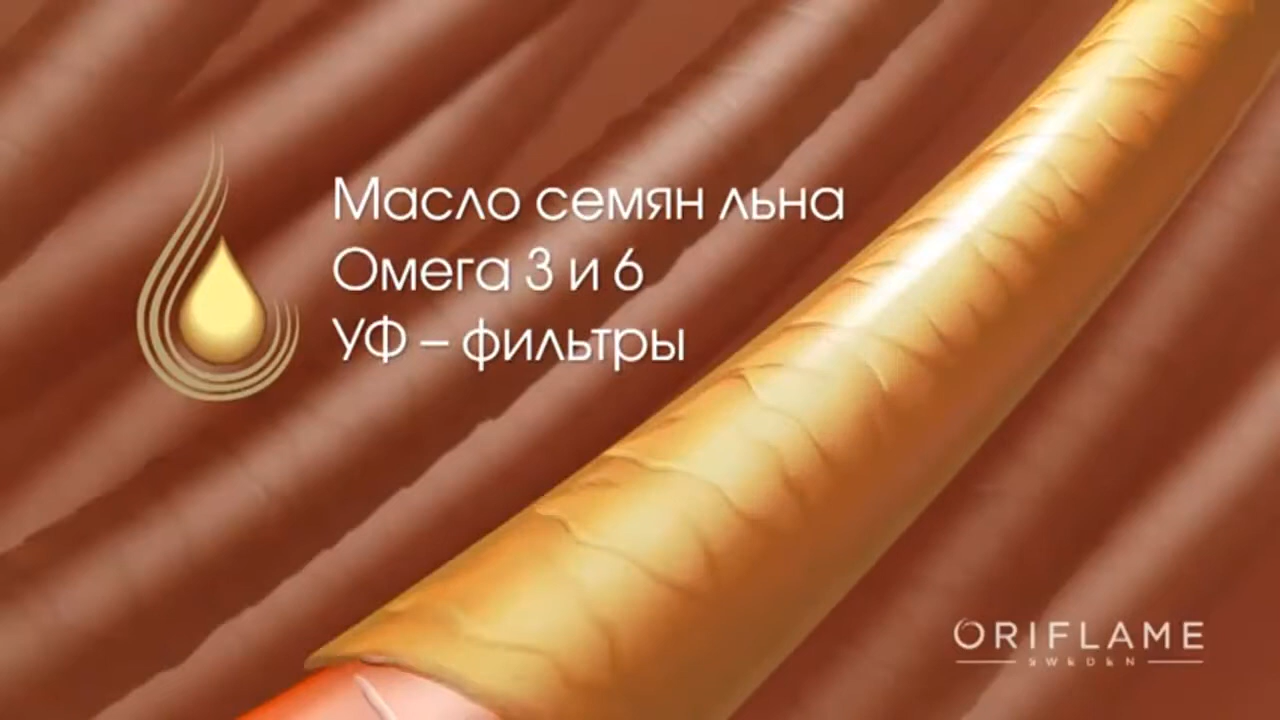 Масло семян льна
Омега 3 и 6
УФ – фильтры
ORIFLAME
SWEDEN